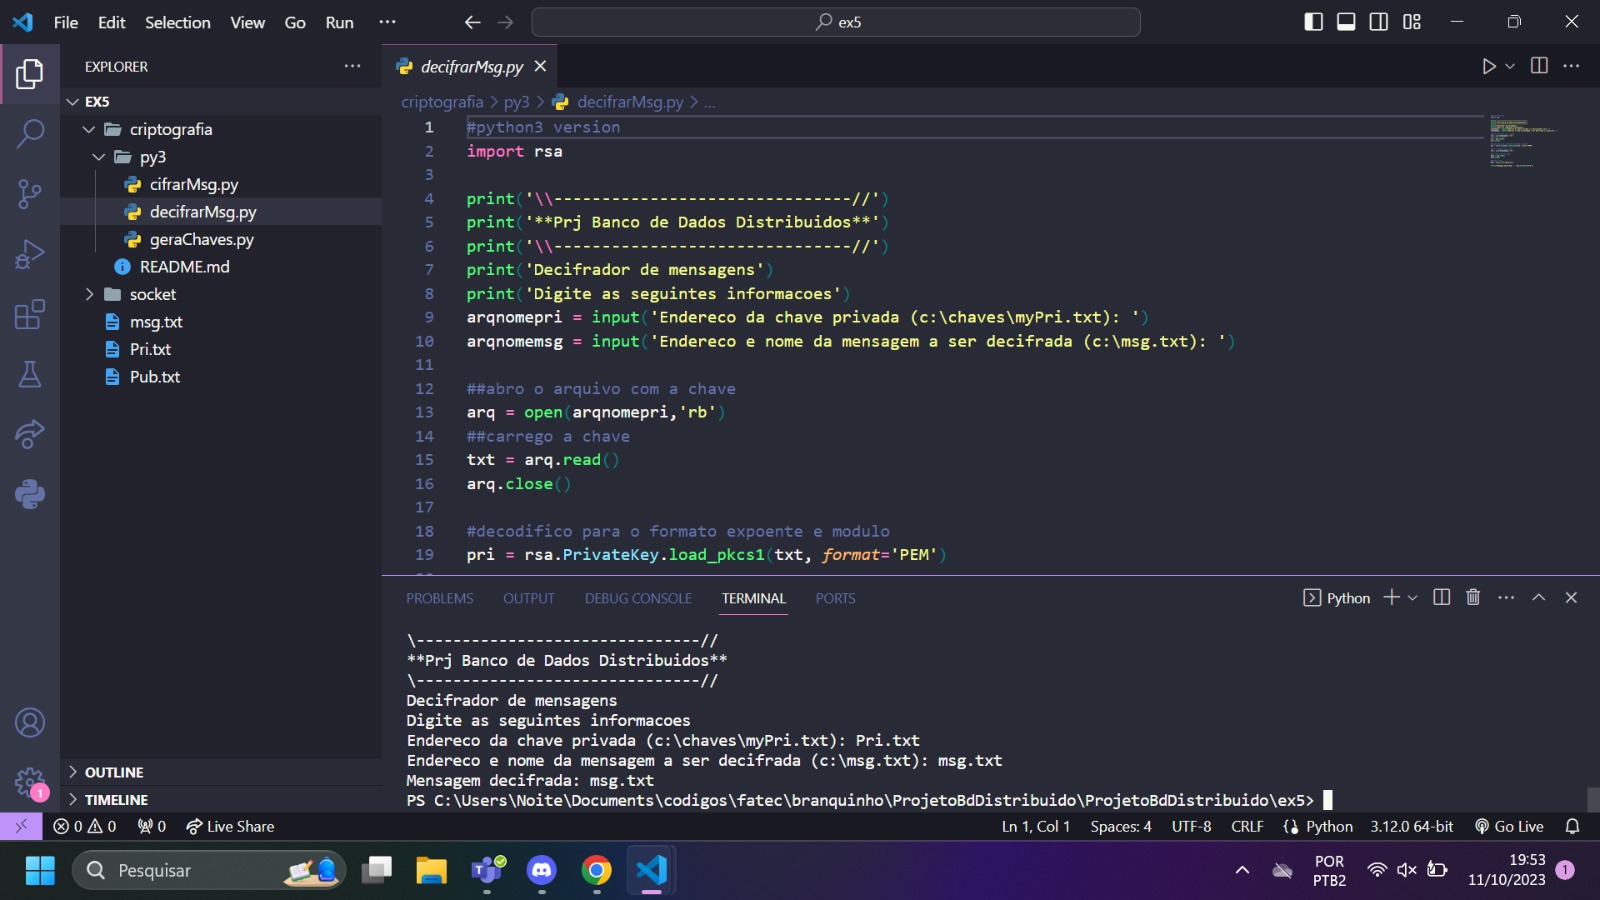 File Edit Selection View Go Run ···
ex5
EXPLORER ···
EX5
criptografia
py3
cifrarMsg.py
decifrarMsg.py
geraChaves.py
README.md
socket
msg.txt
Pri.txt
Pub.txt
OUTLINE
TIMELINE
1
decifrarMsg.py
criptografia > py3 > decifrarMsg.py > ...
1 #python3 version
2 import rsa
3
4 print('\\-------------------------------//')
5 print('**Prj Banco de Dados Distribuidos**')
6 print('\\-------------------------------//')
7 print('Decifrador de mensagens')
8 print('Digite as seguintes informacoes')
9 arqnomepri = input('Endereco da chave privada (c:\chaves\myPri.txt): ')
10 arqnomemsg = input('Endereco e nome da mensagem a ser decifrada (c:\msg.txt): ')
11
12 ##abro o arquivo com a chave
13 arq = open(arqnomepri,'rb')
14 ##carrego a chave
15 txt = arq.read()
16 arq.close()
17
18 #decodifico para o formato expoente e modulo
19 pri = rsa.PrivateKey.load_pkcs1(txt, format='PEM')
PROBLEMS OUTPUT DEBUG CONSOLE TERMINAL PORTS
Python
\-------------------------------//
**Prj Banco de Dados Distribuidos**
\-------------------------------//
Decifrador de mensagens
Digite as seguintes informacoes
Endereco da chave privada (c:\chaves\myPri.txt): Pri.txt
Endereco e nome da mensagem a ser decifrada (c:\msg.txt): msg.txt
Mensagem decifrada: msg.txt
PS C:\Users\Noite\Documents\codigos\fatec\branquinho\ProjetoBdDistribuido\ProjetoBdDistribuido\ex5>
0 0 0 Live Share Ln 1, Col 1 Spaces: 4 UTF-8 CRLF Python 3.12.0 64-bit Go Live
Pesquisar
POR
PTB2
19:53
11/10/2023
1